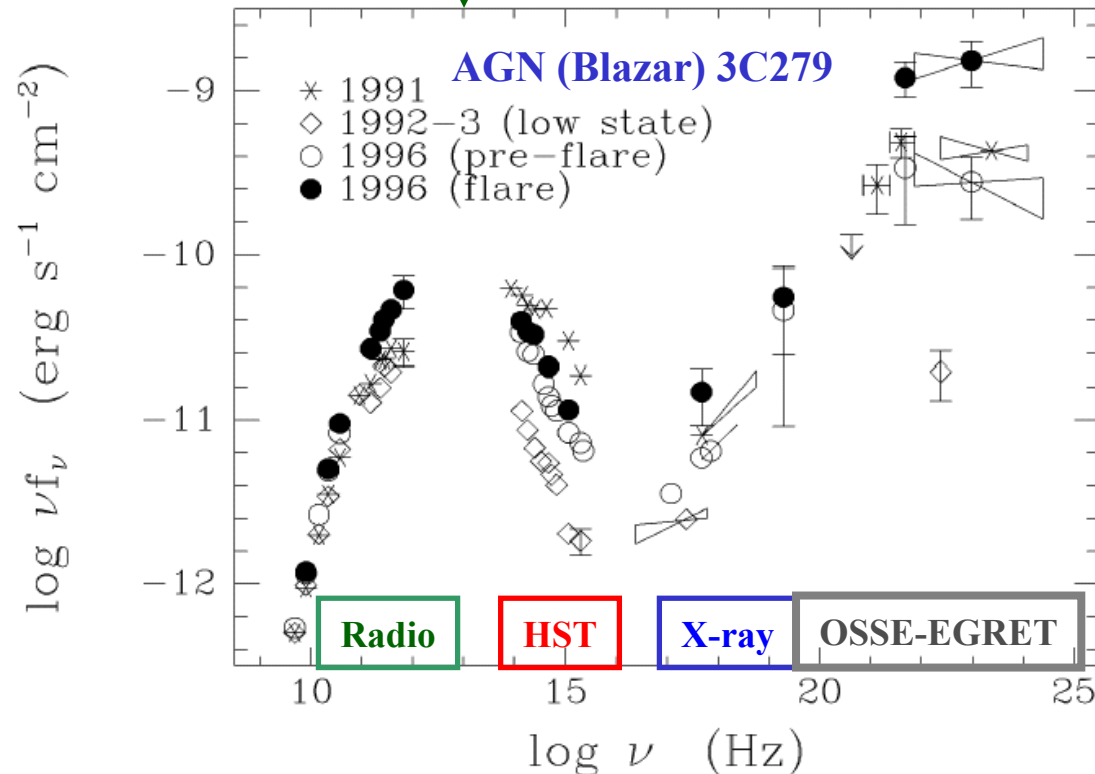 AGN (Blazar) 3C279
1991
1992−3 (low state)
1996 (pre−flare)
1996 (flare)
log νfν (erg s−1 cm−2)
−9
−10
−11
−12
Radio
HST
X-ray
OSSE-EGRET
10
15
20
25
log ν (Hz)